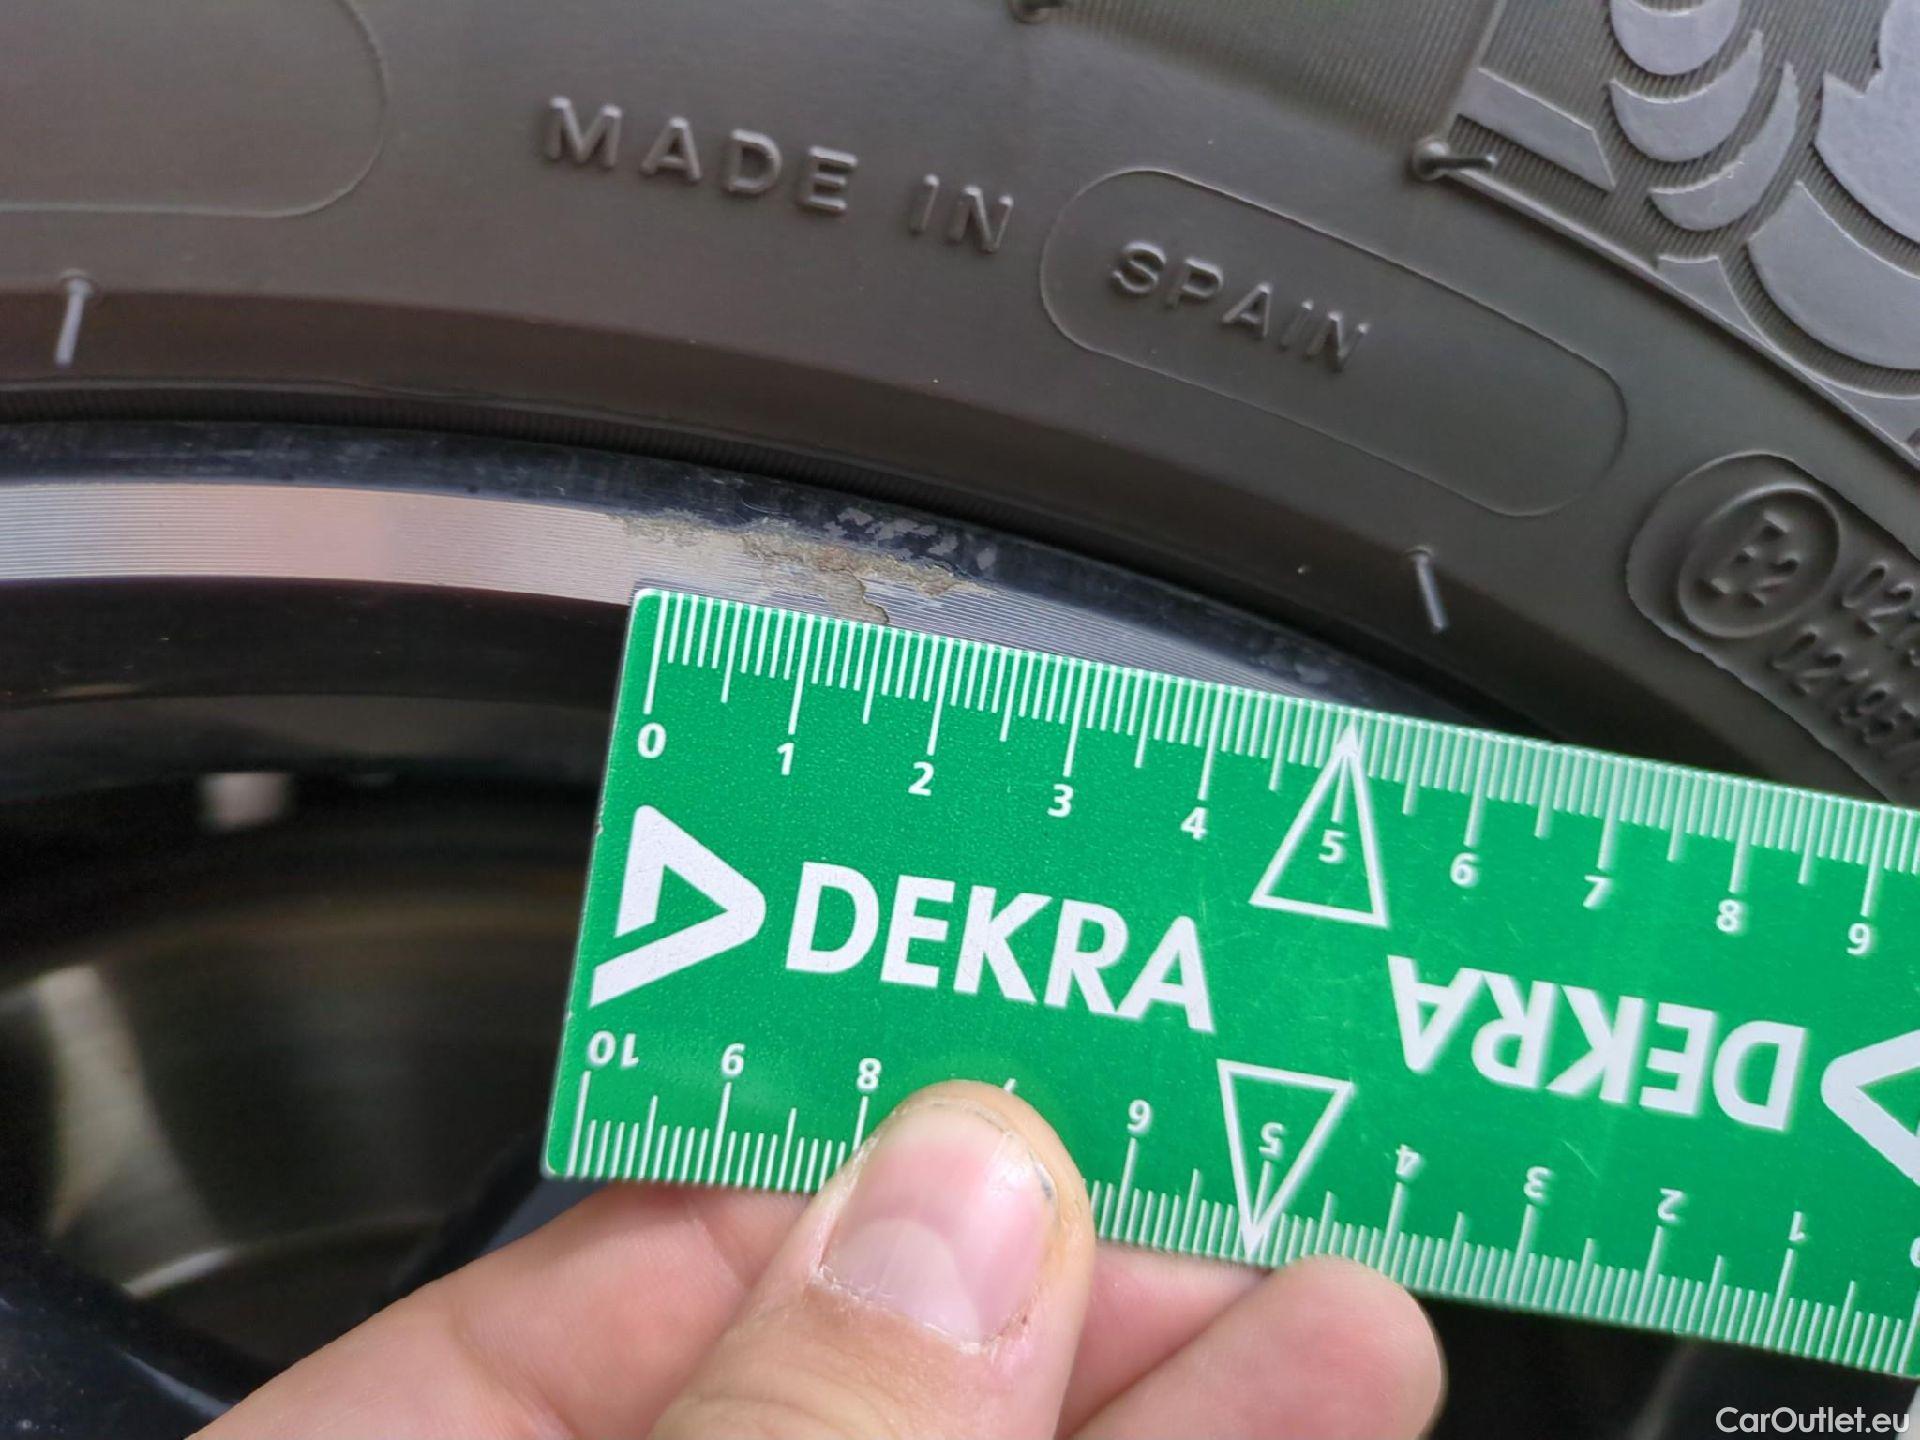 MADE IN SPAIN
E2
0 1 2 3 4 5 6 7 8 9
DEKRA
DEKRA
10 9 8 7 6 5 4 3 2 1
CarOutlet.eu